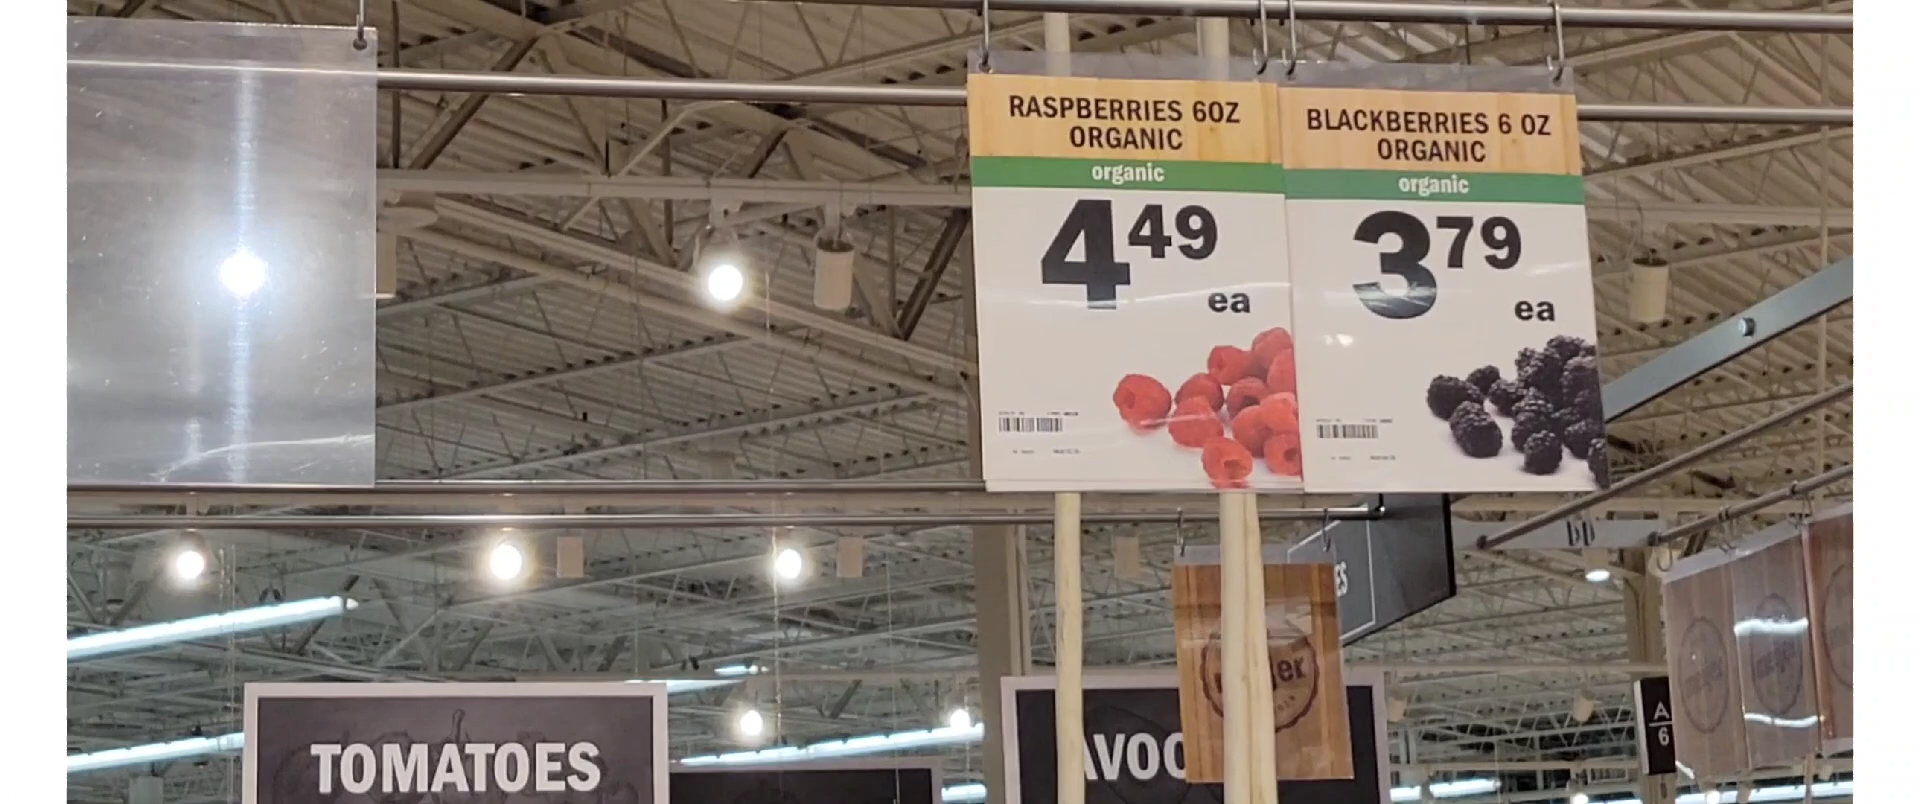 RASPBERRIES 6OZ
ORGANIC
organic
4 49
ea
BLACKBERRIES 6 OZ
ORGANIC
organic
3 79
ea
TOMATOES
AVOC
A
6